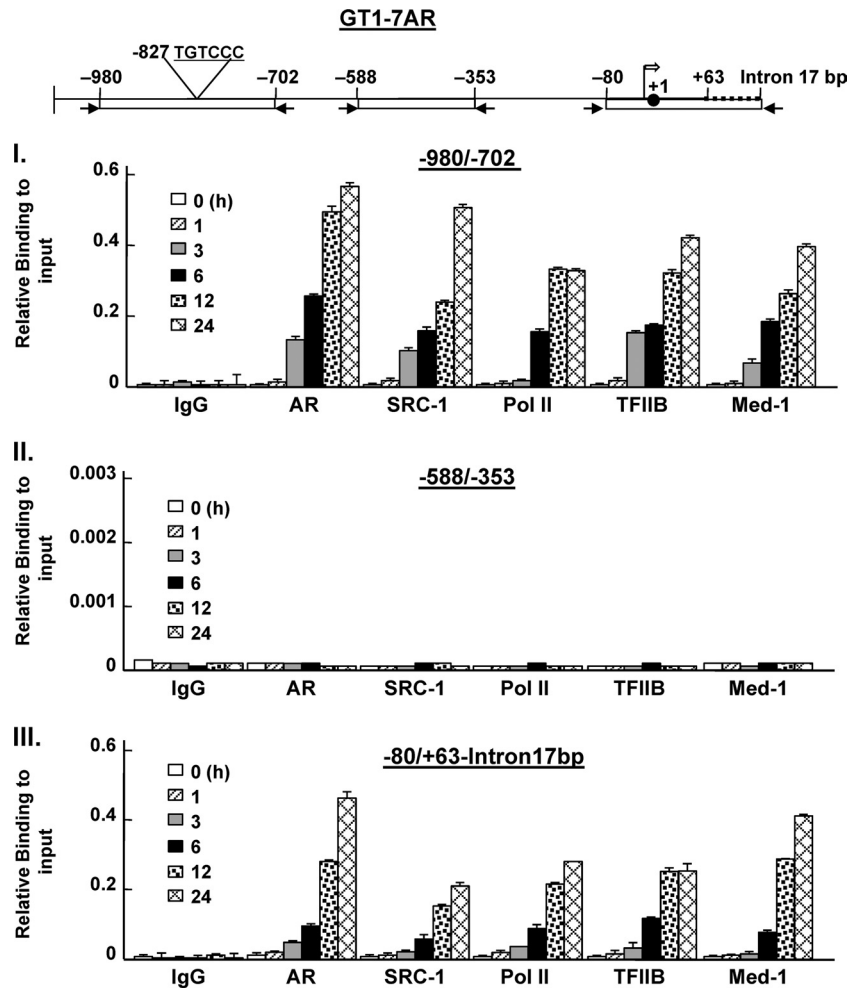 GT1-7AR
-827 TGTCCC
–980 –702 –588 –353 –80 +1 +63 Intron 17 bp
I.
-980/-702
Relative Binding to input
0.6
0.4
0.2
0
0 (h)
1
3
6
12
24
IgG AR SRC-1 Pol II TFIIB Med-1
II.
-588/-353
Relative Binding to input
0.003
0.002
0.001
0
0 (h)
1
3
6
12
24
IgG AR SRC-1 Pol II TFIIB Med-1
III.
-80/+63-Intron17bp
Relative Binding to input
0.6
0.4
0.2
0
0 (h)
1
3
6
12
24
IgG AR SRC-1 Pol II TFIIB Med-1